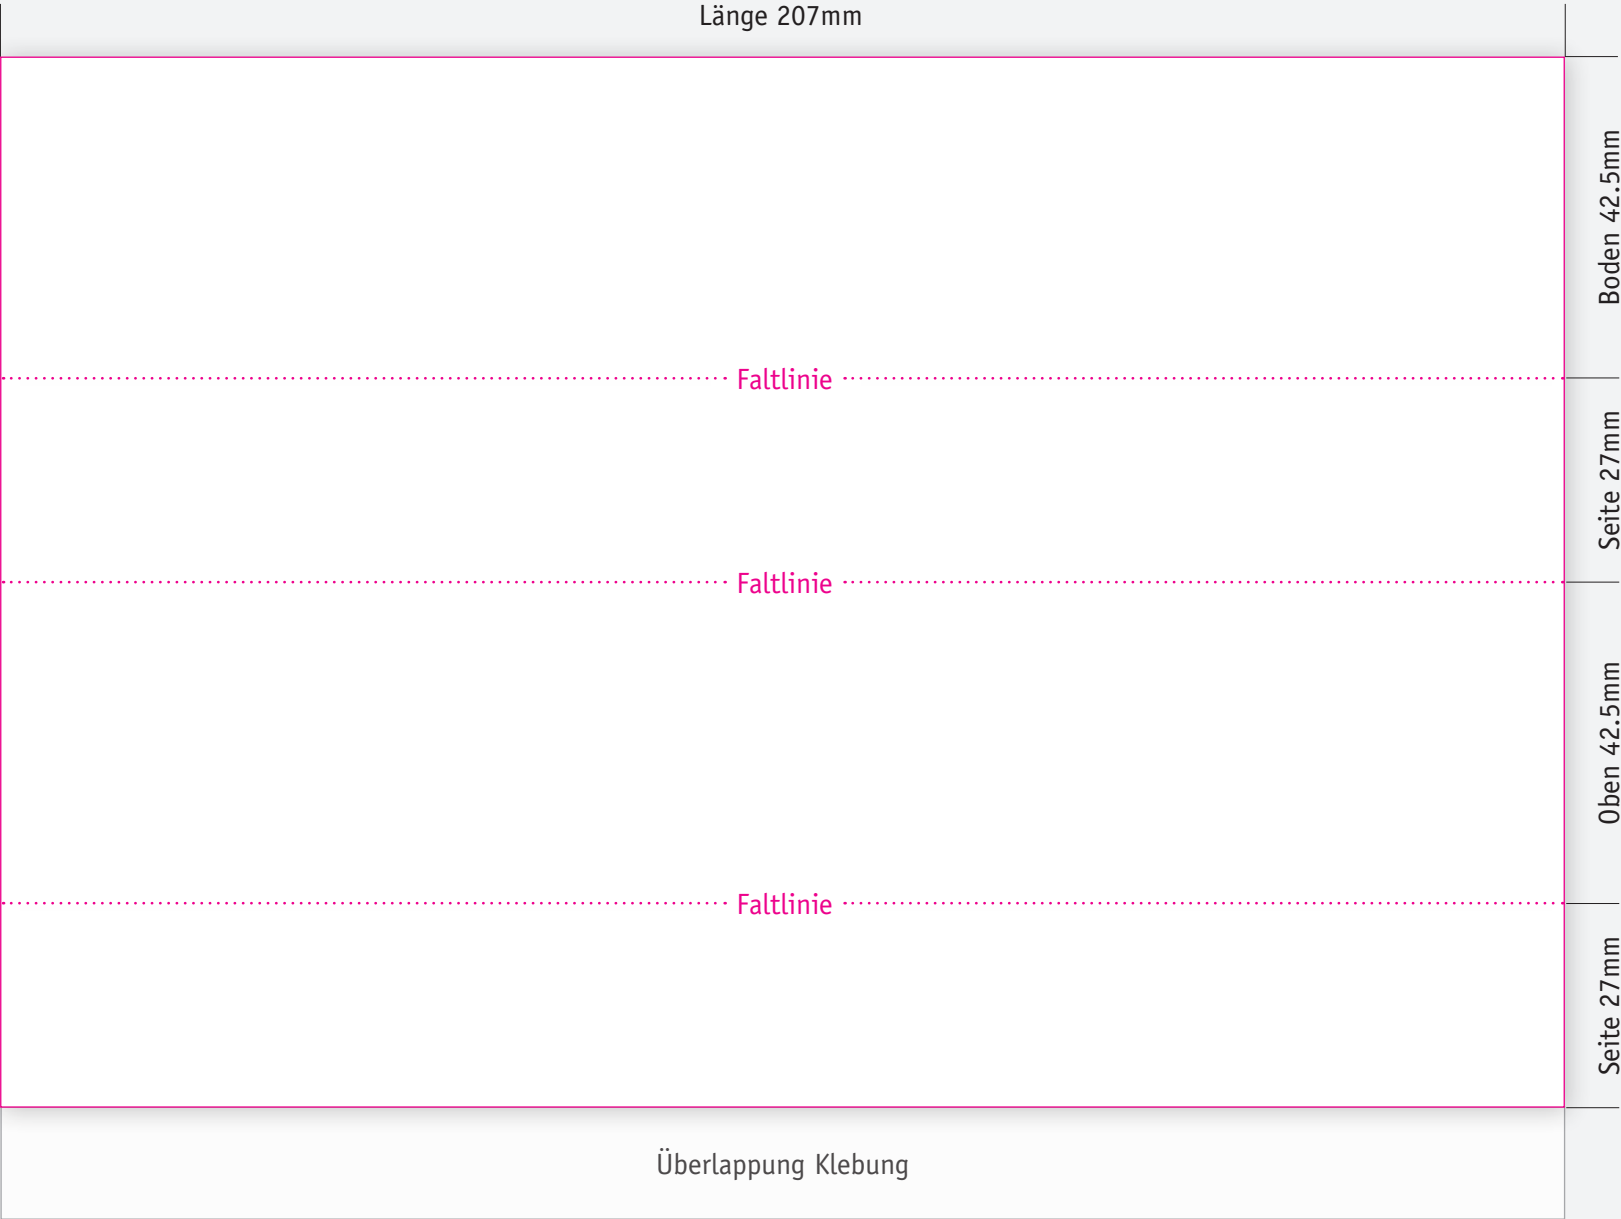 Länge 207mm
Boden 42.5mm
Faltlinie
Seite 27mm
Faltlinie
Oben 42.5mm
Faltlinie
Seite 27mm
Überlappung Klebung